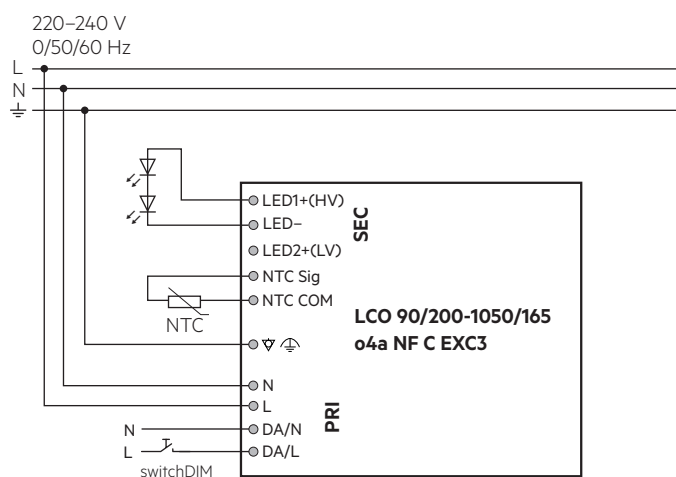 220–240 V
0/50/60 Hz
L
N
LED1+(HV)
LED–
LED2+(LV)
SEC
NTC Sig
NTC COM
NTC
LCO 90/200-1050/165
o4a NF C EXC3
N
L
PRI
N
DA/N
L
DA/L
switchDIM